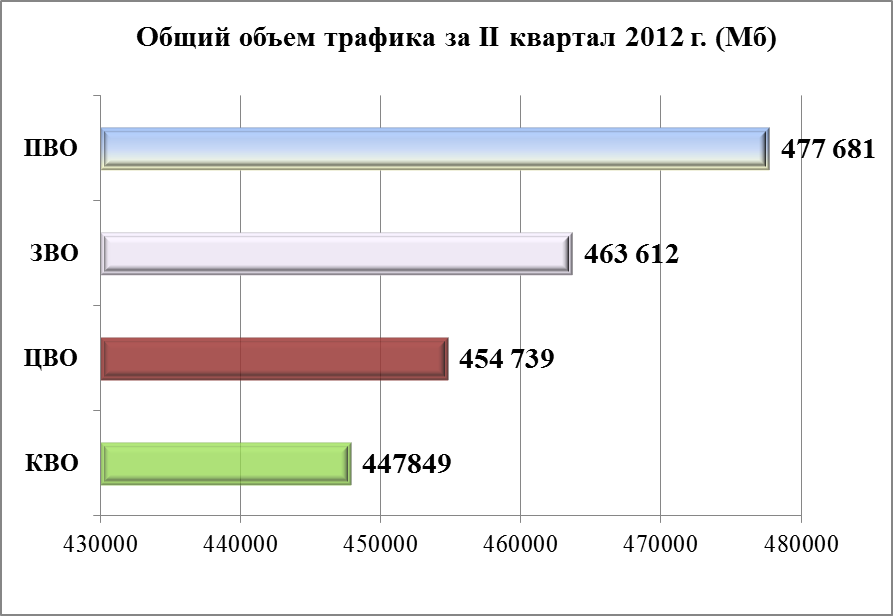 Общий объем трафика за II квартал 2012 г. (Мб)
ПВО 477 681
ЗВО 463 612
ЦВО 454 739
КВО 447849
430000 440000 450000 460000 470000 480000